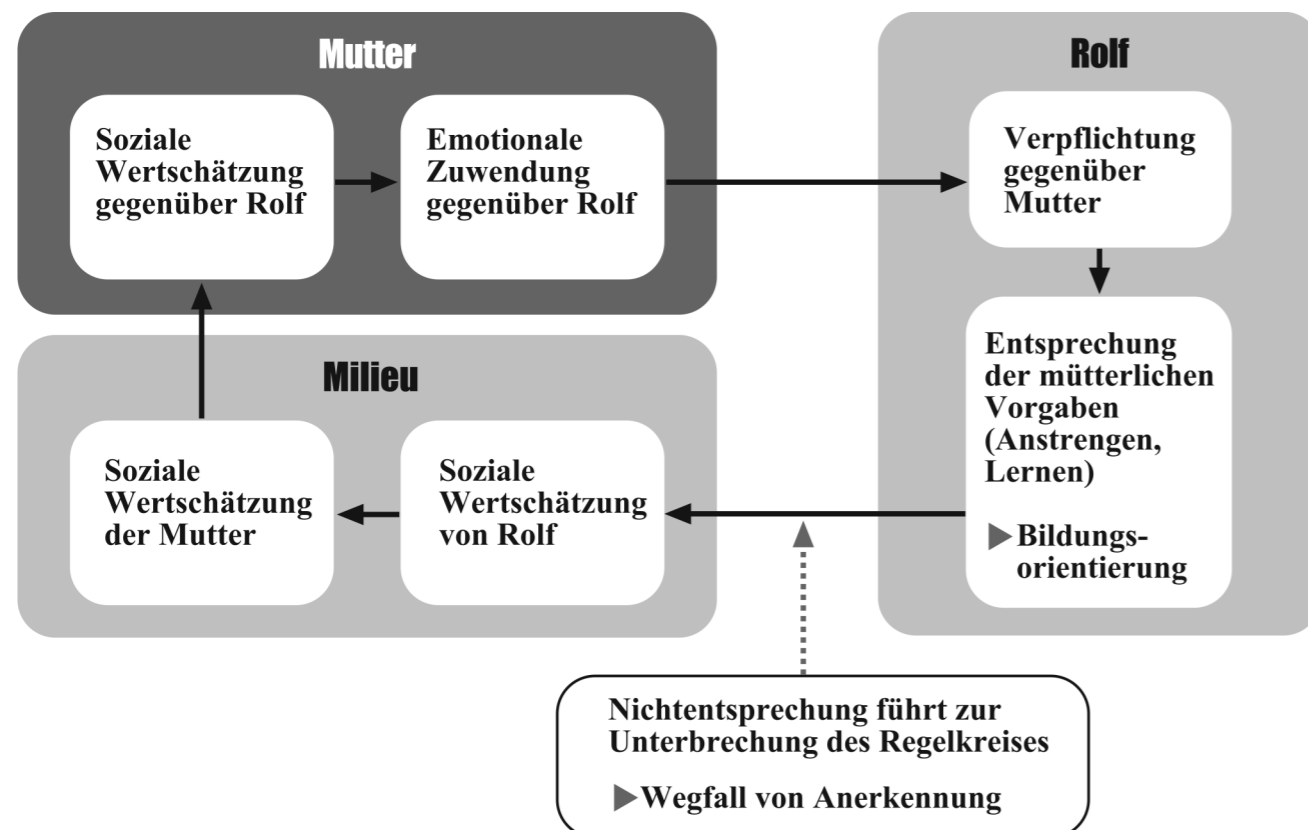 Mutter
Soziale
Wertschätzung
gegenüber Rolf
Emotionale
Zuwendung
gegenüber Rolf
Rolf
Verpflichtung
gegenüber
Mutter
Entsprechung
der mütterlichen
Vorgaben
(Anstrengen,
Lernen)
Bildungs-
orientierung
Milieu
Soziale
Wertschätzung
der Mutter
Soziale
Wertschätzung
von Rolf
Nichtentsprechung führt zur
Unterbrechung des Regelkreises
Wegfall von Anerkennung